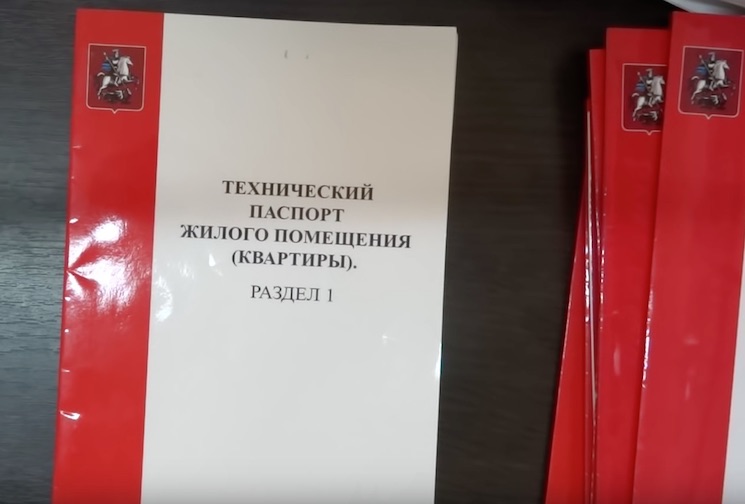 ТЕХНИЧЕСКИЙ
ПАСПОРТ
ЖИЛОГО ПОМЕЩЕНИЯ
(КВАРТИРЫ).
РАЗДЕЛ 1